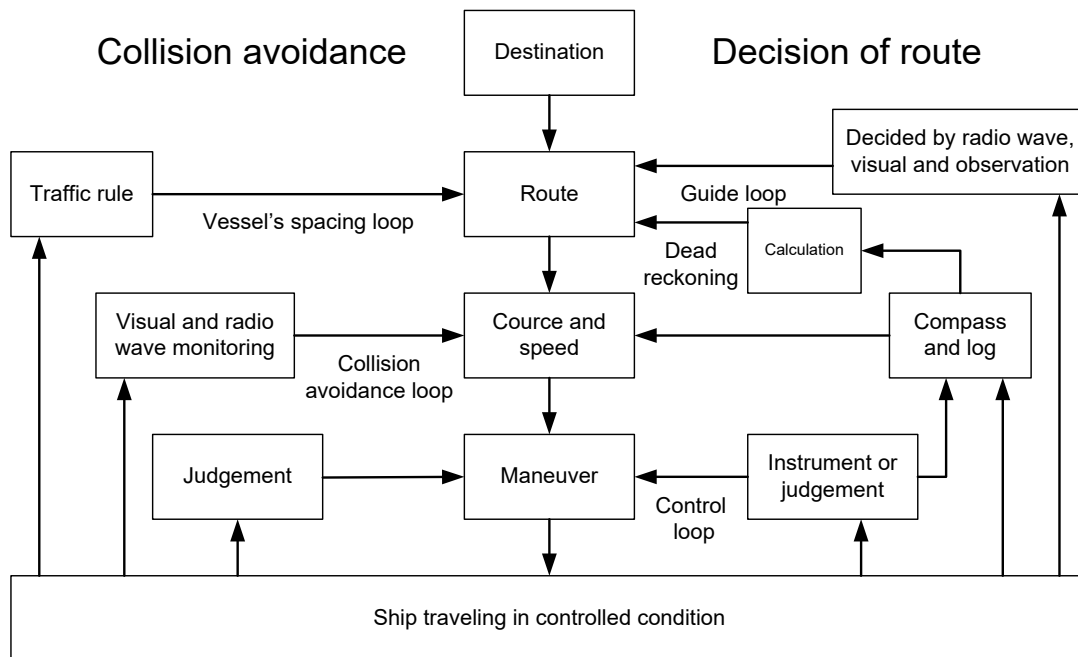 Collision avoidance
Destination
Decision of route
Decided by radio wave,
visual and observation
Traffic rule
Vessel’s spacing loop
Route
Guide loop
Dead
reckoning
Calculation
Visual and radio
wave monitoring
Collision
avoidance loop
Cource and
speed
Compass
and log
Judgement
Maneuver
Control
loop
Instrument or
judgement
Ship traveling in controlled condition